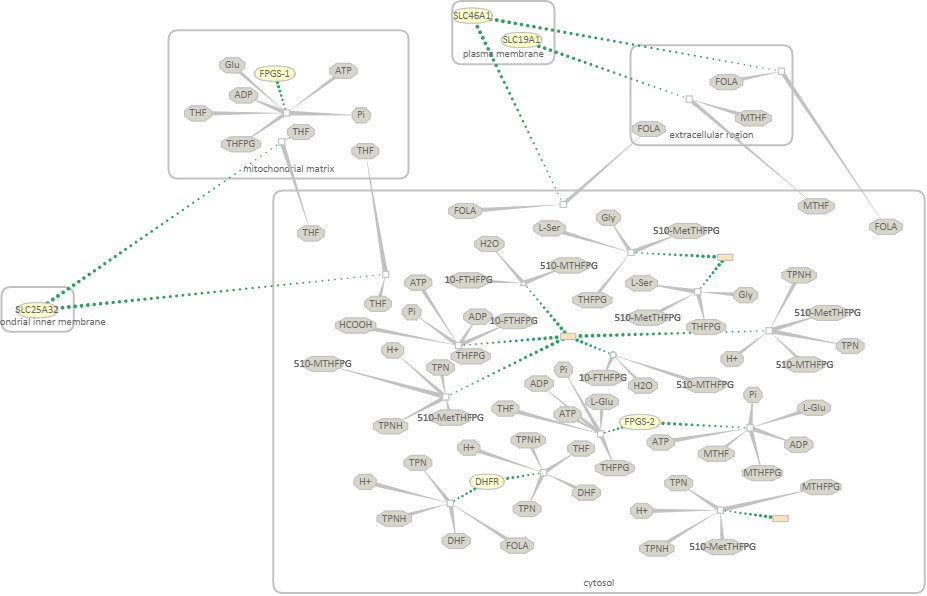 SLC46A1
SLC19A1
plasma membrane
Glu
FPGS-1
ATP
ADP
THF
Pi
THFPG
THF
THF
mitochondrial matrix
FOLA
MTHF
FOLA
extracellular region
THF
MTHF
FOLA
FOLA
L-Ser
Gly
510-MetTHFPG
H2O
10-FTHFPG
510-MTHFPG
THFPG
L-Ser
Gly
510-MetTHFPG
THFPG
TPNH
510-MetTHFPG
TPN
H+
510-MTHFPG
SLC25A32
ondrial inner membrane
THF
ATP
Pi
ADP
10-FTHFPG
HCOOH
THFPG
H+
TPN
510-MTHFPG
TPNH
510-MetTHFPG
10-FTHFPG
H2O
510-MTHFPG
Pi
ADP
L-Glu
THF
ATP
THFPG
FPGS-2
Pi
L-Glu
ATP
MTHF
ADP
MTHFPG
H+
TPNH
THF
DHF
TPN
DHFR
TPN
H+
TPNH
DHF
FOLA
TPN
MTHFPG
H+
TPNH
510-MetTHFPG
cytosol